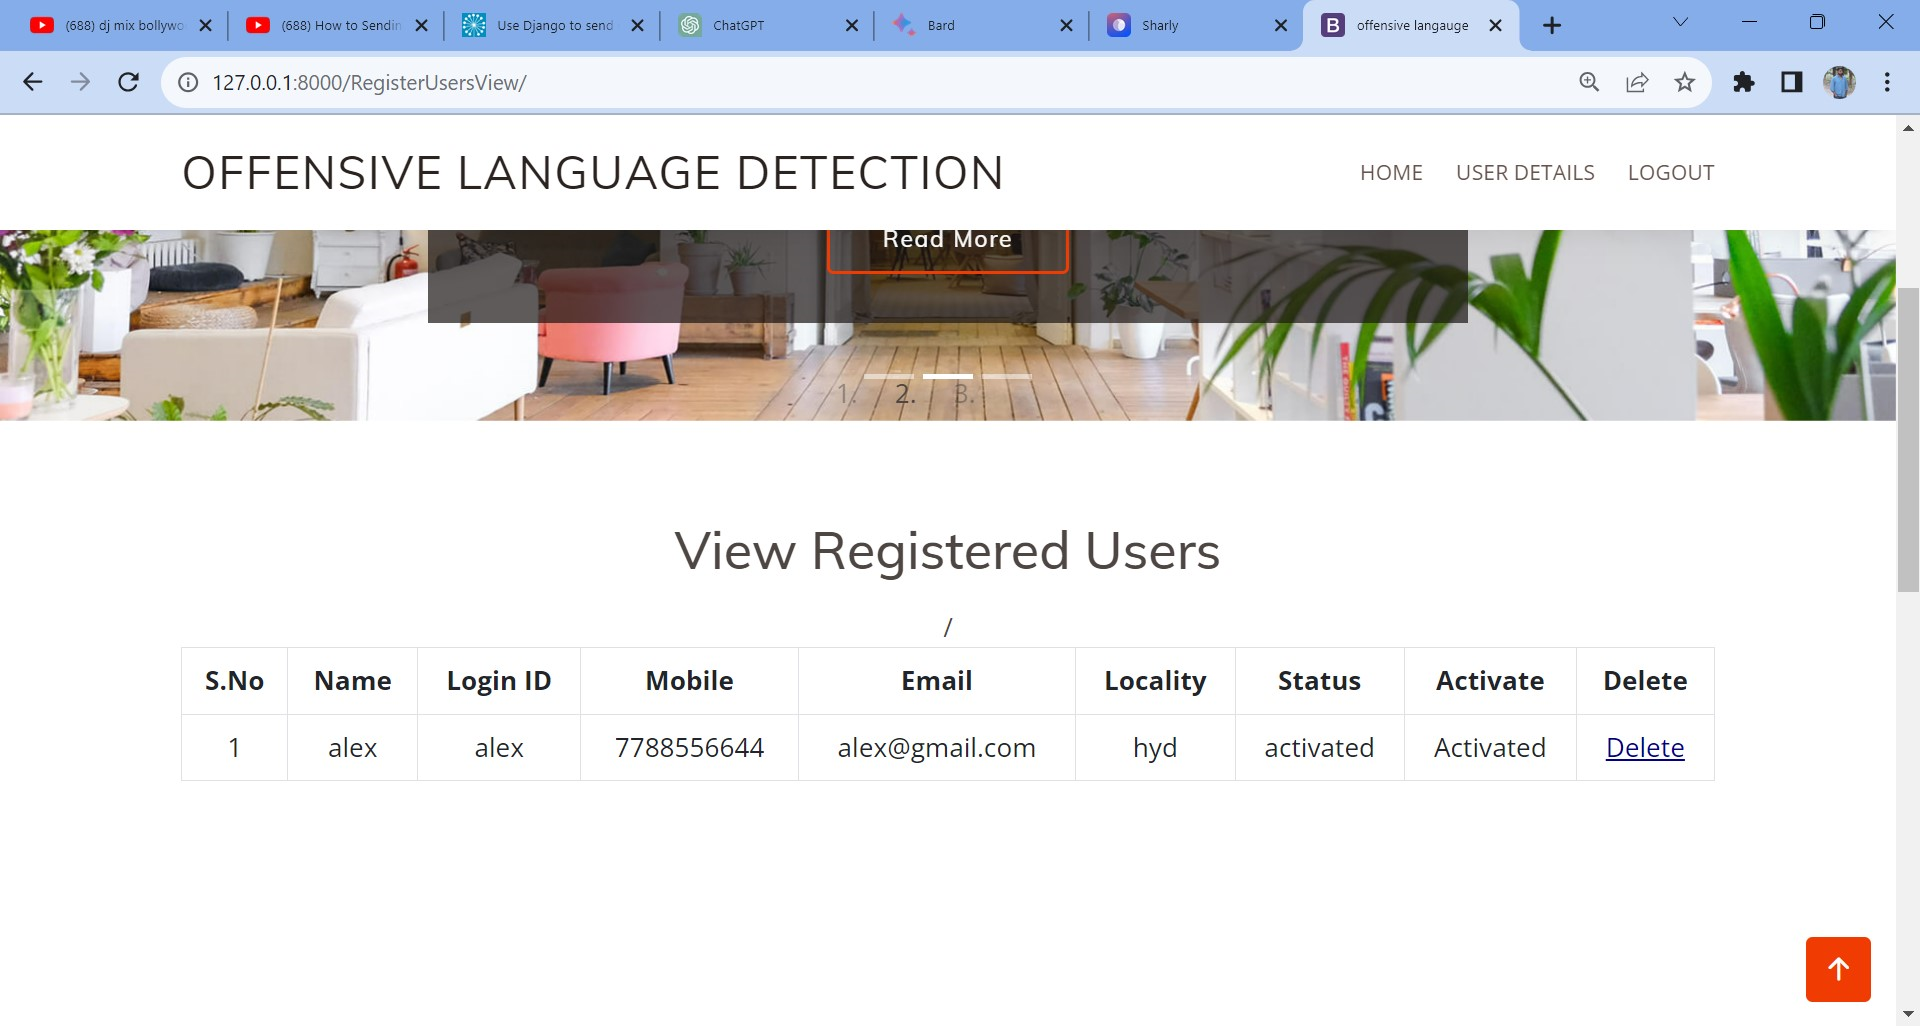 (688) dj mix bollywo
(688) How to Sendin
Use Django to send
ChatGPT
Bard
Sharly
offensive langauge
127.0.0.1:8000/RegisterUsersView/
OFFENSIVE LANGUAGE DETECTION
HOME USER DETAILS LOGOUT
Read More
1. 2. 3.
View Registered Users
/
S.No Name Login ID Mobile Email Locality Status Activate Delete
1 alex alex 7788556644 alex@gmail.com hyd activated Activated Delete